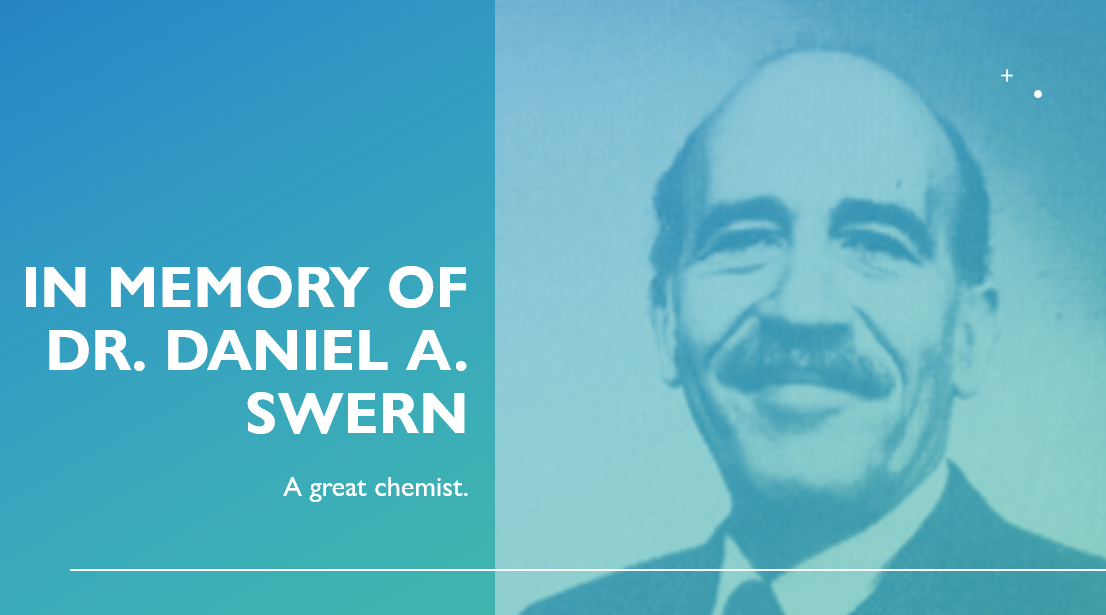 IN MEMORY OF
DR. DANIEL A.
SWERN
A great chemist.